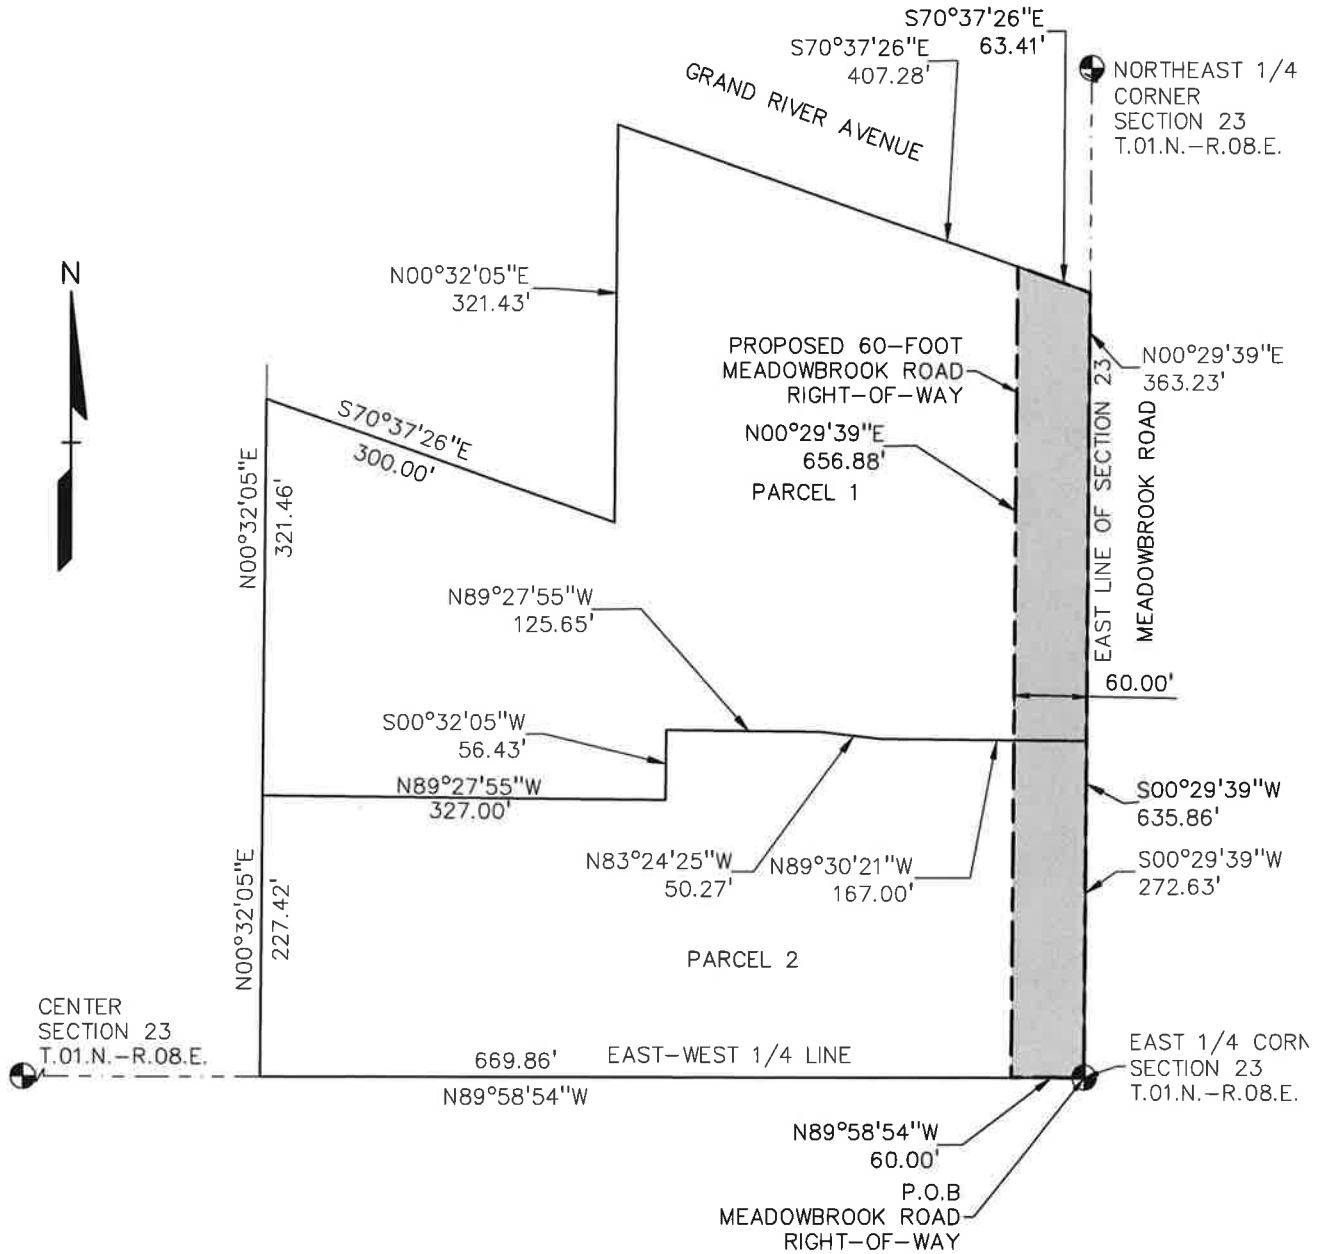 S70°37'26"E
63.41'
S70°37'26"E
407.28'
GRAND RIVER AVENUE
NORTHEAST 1/4
CORNER
SECTION 23
T.01.N.-R.08.E.
N
N00°32'05"E
321.43'
PROPOSED 60-FOOT
MEADOWBROOK ROAD
RIGHT-OF-WAY
N00°29'39"E
363.23'
EAST LINE OF SECTION 23
MEADOWBROOK ROAD
S70°37'26"E
300.00'
N00°29'39"E
656.88'
PARCEL 1
N00°32'05"E
321.46'
N89°27'55"W
125.65'
60.00'
S00°32'05"W
56.43'
N89°27'55"W
327.00'
S00°29'39"W
635.86'
N83°24'25"W
50.27'
N89°30'21"W
167.00'
S00°29'39"W
272.63'
N00°32'05"E
227.42'
PARCEL 2
CENTER
SECTION 23
T.01.N.-R.08.E.
669.86'
EAST-WEST 1/4 LINE
N89°58'54"W
EAST 1/4 CORN
SECTION 23
T.01.N.-R.08.E.
N89°58'54"W
60.00'
P.O.B
MEADOWBROOK ROAD
RIGHT-OF-WAY